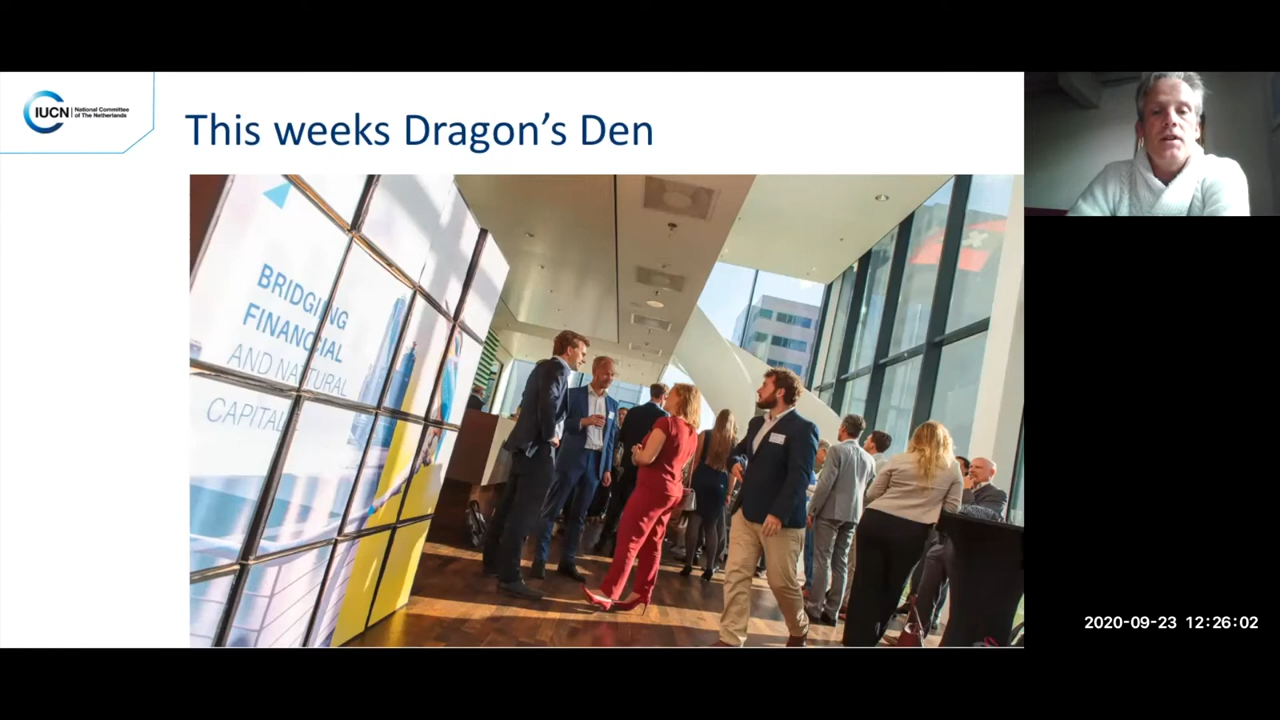 IUCN
National Committee
of The Netherlands
This weeks Dragon's Den
BRIDGING
FINANCIAL
AND NATURAL
CAPITAL
2020-09-23 12:26:02